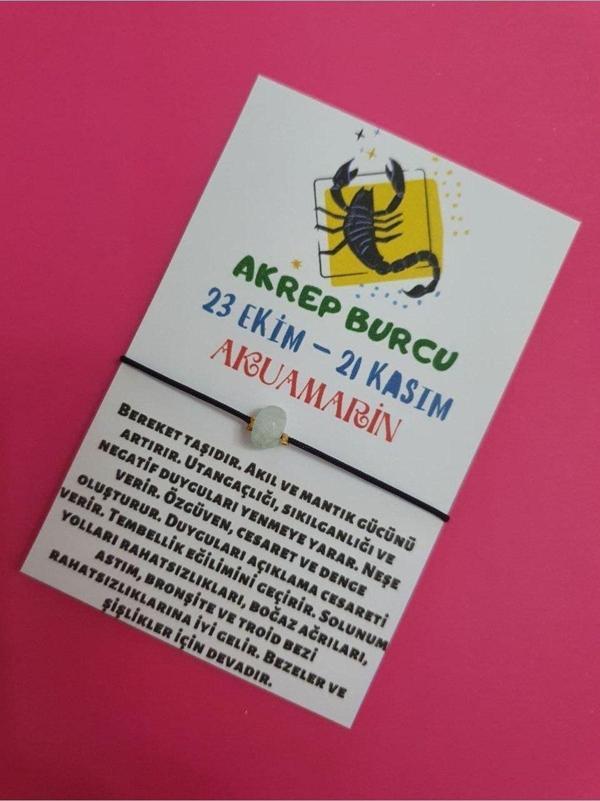 AKREP BURCU
23 EKİM - 21 KASIM
AKUAMARİN
BEREKET TAŞIDIR. AKIL VE MANTIK GÜCÜNÜ
ARTIRIR. UTANGAÇLIĞI, SIKILGANLIĞI VE
NEGATİF DUYGULARI YENMEYE YARAR. NEŞE
VERİR. ÖZGÜVEN, CESARET VE DENGE
OLUŞTURUR. DUYGULARI AÇIKLAMA CESARETİ
VERİR. TEMBELLİK EĞİLİMİNİ GEÇİRİR. SOLUNUM
YOLLARI RAHATSIZLIKLARI, BOĞAZ AĞRILARI,
ASTIM, BRONŞİTE VE TROİD BEZİ
RAHATSIZLIKLARINA İYİ GELİR. BEZELER VE
ŞİŞLİKLER İÇİN DEVADIR.